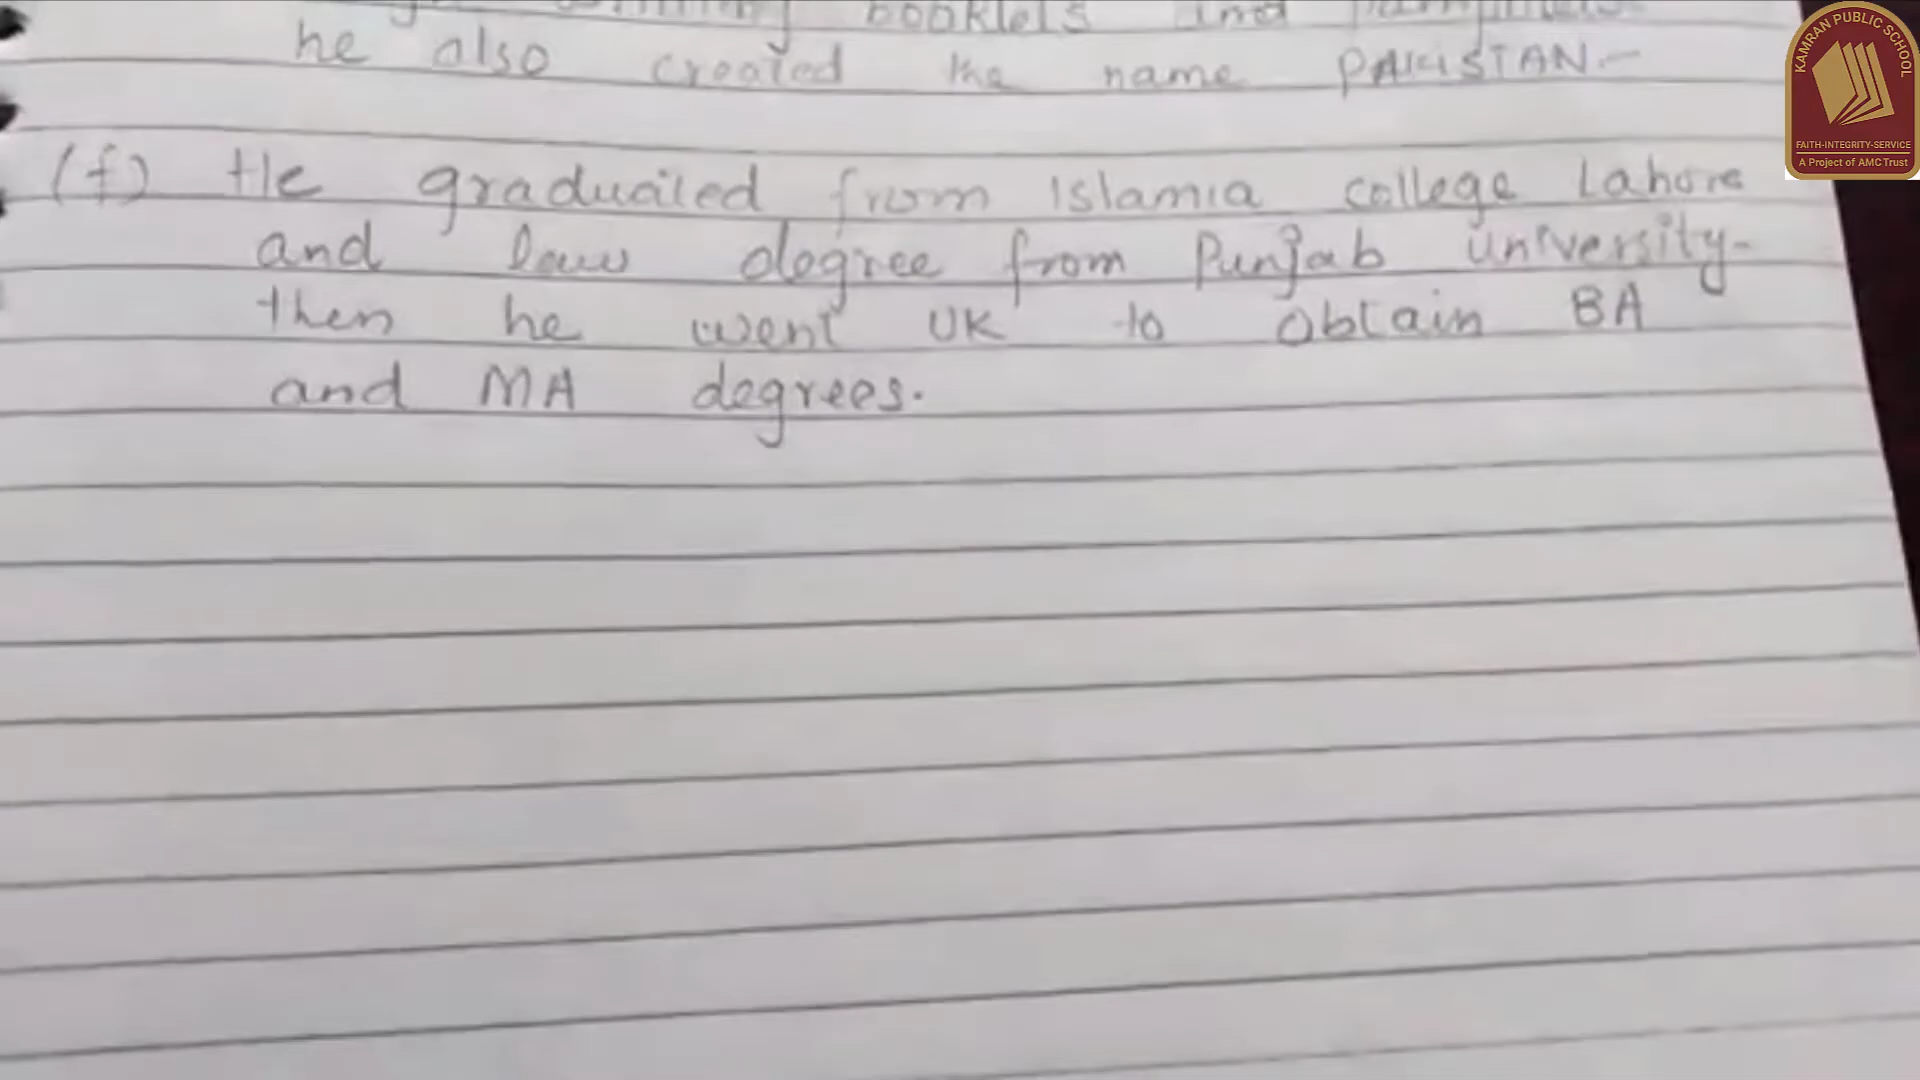 booklets and
he also created the name PAKISTAN.-
(f) He graduated from Islamia college Lahore
and law degree from Punjab university-
then he went UK to obtain BA
and MA degrees.
KAMRAN PUBLIC SCHOOL
FAITH-INTEGRITY-SERVICE
A Project of AMC Trust